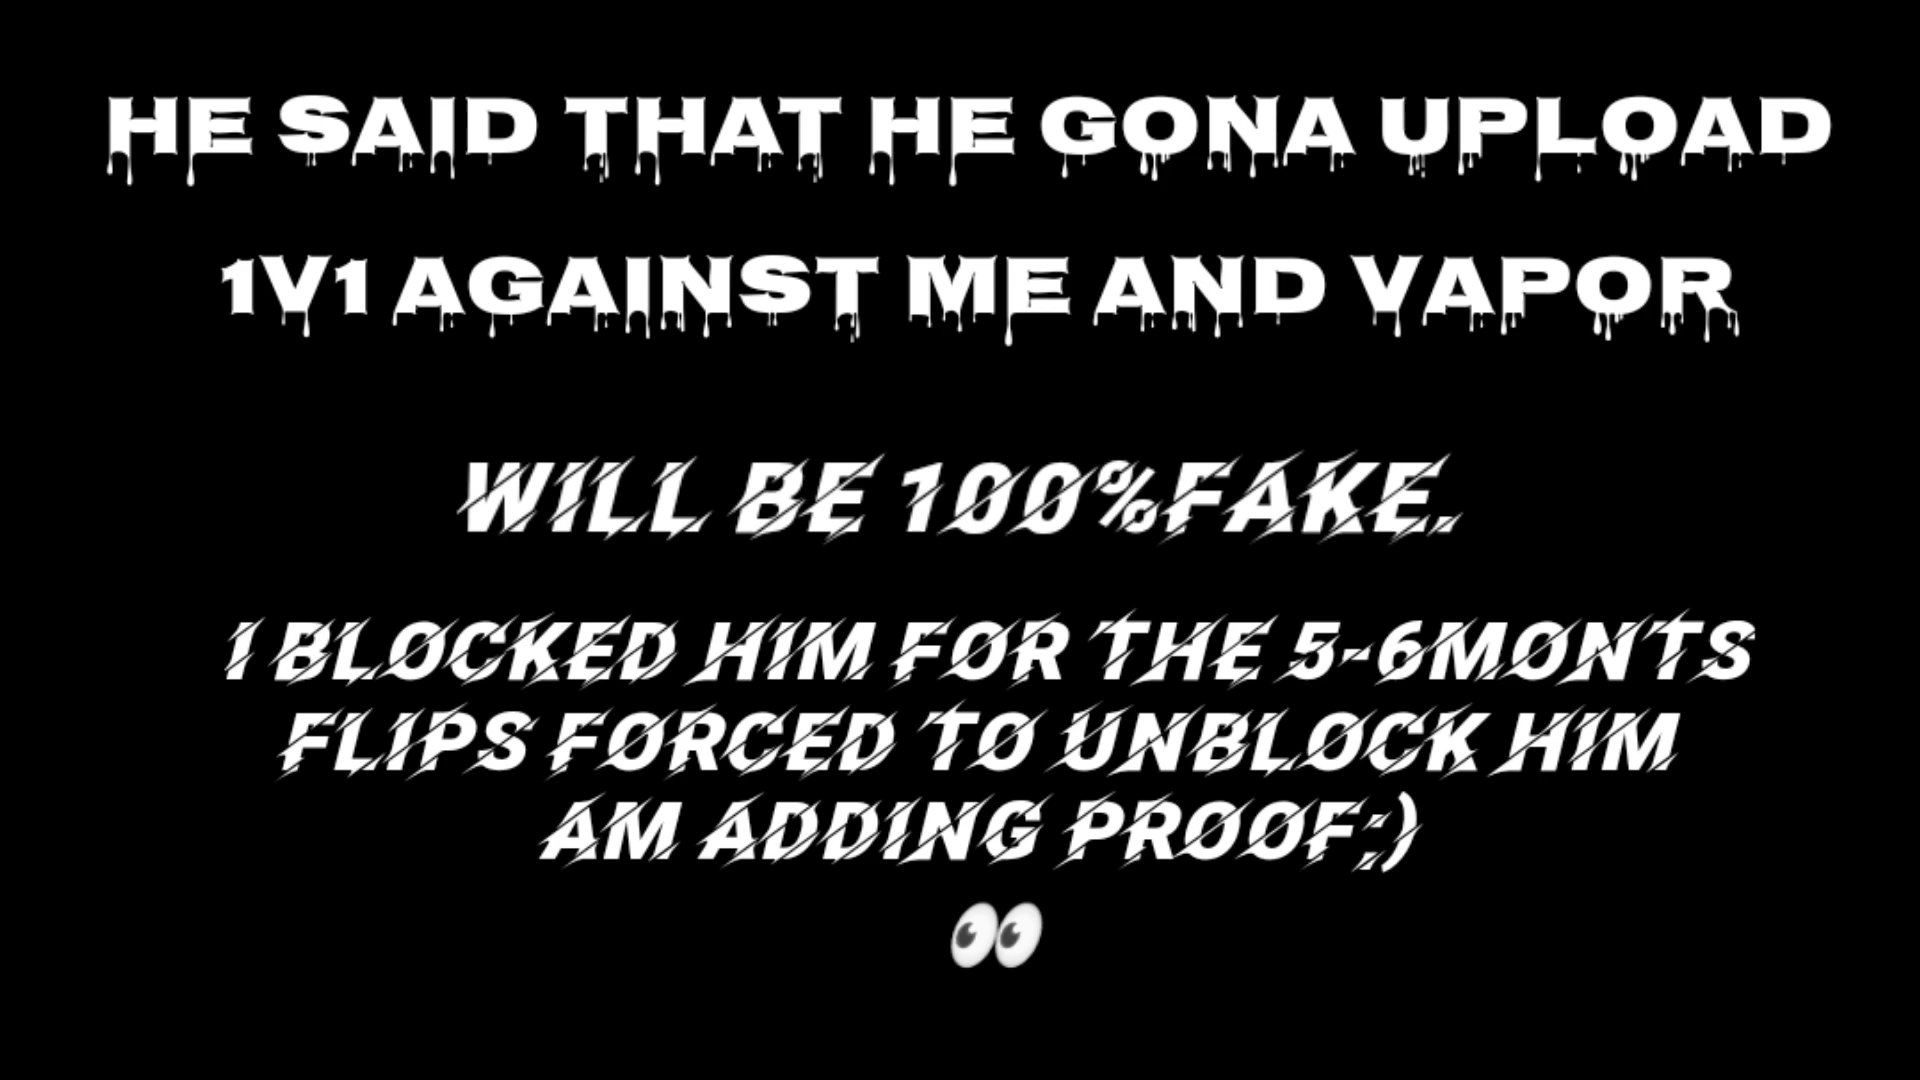 HE SAID THAT HE GONA UPLOAD
1V1 AGAINST ME AND VAPOR
WILL BE 100%FAKE.
I BLOCKED HIM FOR THE 5-6MONTS
FLIPS FORCED TO UNBLOCK HIM
AM ADDING PROOF;)
👀